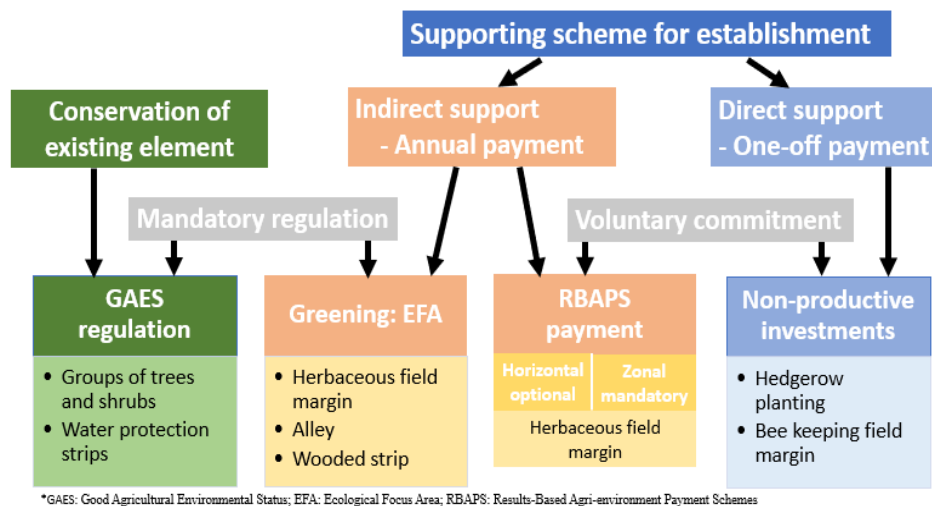 Supporting scheme for establishment
Conservation of
existing element
Indirect support
- Annual payment
Direct support
- One-off payment
Mandatory regulation
Voluntary commitment
GAES
regulation
• Groups of trees
and shrubs
• Water protection
strips
Greening: EFA
• Herbaceous field
margin
• Alley
• Wooded strip
RBAPS
payment
Horizontal
optional
Zonal
mandatory
Herbaceous field
margin
Non-productive
investments
• Hedgerow
planting
• Bee keeping field
margin
*GAES: Good Agricultural Environmental Status; EFA: Ecological Focus Area; RBAPS: Results-Based Agri-environment Payment Schemes